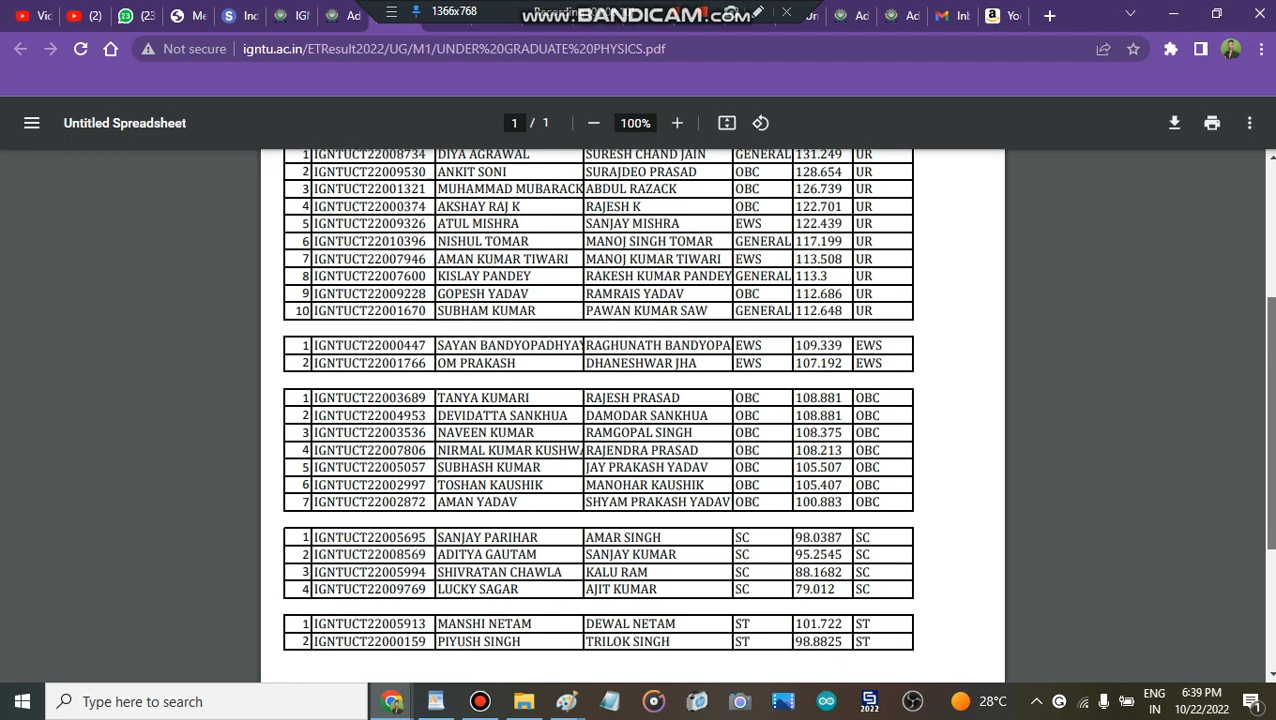 Vi (23 Me S Ins IGI Ad 1366x768 www.BANDICAM.com Ad Ad Inl Yo
Not secure igntu.ac.in/ETResult2022/UG/M1/UNDER%20GRADUATE%20PHYSICS.pdf
Untitled Spreadsheet 1 / 1 100%
1 IGNTUCT22008734 DIYA AGRAWAL SURESH CHAND JAIN GENERAL 131.249 UR
2 IGNTUCT22009530 ANKIT SONI SURAJDEO PRASAD OBC 128.654 UR
3 IGNTUCT22001321 MUHAMMAD MUBARACK ABDUL RAZACK OBC 126.739 UR
4 IGNTUCT22000374 AKSHAY RAJ K RAJESH K OBC 122.701 UR
5 IGNTUCT22009326 ATUL MISHRA SANJAY MISHRA EWS 122.439 UR
6 IGNTUCT22010396 NISHUL TOMAR MANOJ SINGH TOMAR GENERAL 117.199 UR
7 IGNTUCT22007946 AMAN KUMAR TIWARI MANOJ KUMAR TIWARI EWS 113.508 UR
8 IGNTUCT22007600 KISLAY PANDEY RAKESH KUMAR PANDEY GENERAL 113.3 UR
9 IGNTUCT22009228 GOPESH YADAV RAMRAIS YADAV OBC 112.686 UR
10 IGNTUCT22001670 SUBHAM KUMAR PAWAN KUMAR SAW GENERAL 112.648 UR
1 IGNTUCT22000447 SAYAN BANDYOPADHYAY RAGHUNATH BANDYOPA EWS 109.339 EWS
2 IGNTUCT22001766 OM PRAKASH DHANESHWAR JHA EWS 107.192 EWS
1 IGNTUCT22003689 TANYA KUMARI RAJESH PRASAD OBC 108.881 OBC
2 IGNTUCT22004953 DEVIDATTA SANKHUA DAMODAR SANKHUA OBC 108.881 OBC
3 IGNTUCT22003536 NAVEEN KUMAR RAMGOPAL SINGH OBC 108.375 OBC
4 IGNTUCT22007806 NIRMAL KUMAR KUSHWA RAJENDRA PRASAD OBC 108.213 OBC
5 IGNTUCT22005057 SUBHASH KUMAR JAY PRAKASH YADAV OBC 105.507 OBC
6 IGNTUCT22002997 TOSHAN KAUSHIK MANOHAR KAUSHIK OBC 105.407 OBC
7 IGNTUCT22002872 AMAN YADAV SHYAM PRAKASH YADAV OBC 100.883 OBC
1 IGNTUCT22005695 SANJAY PARIHAR AMAR SINGH SC 98.0387 SC
2 IGNTUCT22008569 ADITYA GAUTAM SANJAY KUMAR SC 95.2545 SC
3 IGNTUCT22005994 SHIVRATAN CHAWLA KALU RAM SC 88.1682 SC
4 IGNTUCT22009769 LUCKY SAGAR AJIT KUMAR SC 79.012 SC
1 IGNTUCT22005913 MANSHI NETAM DEWAL NETAM ST 101.722 ST
2 IGNTUCT22000159 PIYUSH SINGH TRILOK SINGH ST 98.8825 ST
Type here to search 2022 28°C ENG 6:39 PM
IN 10/22/2022 1